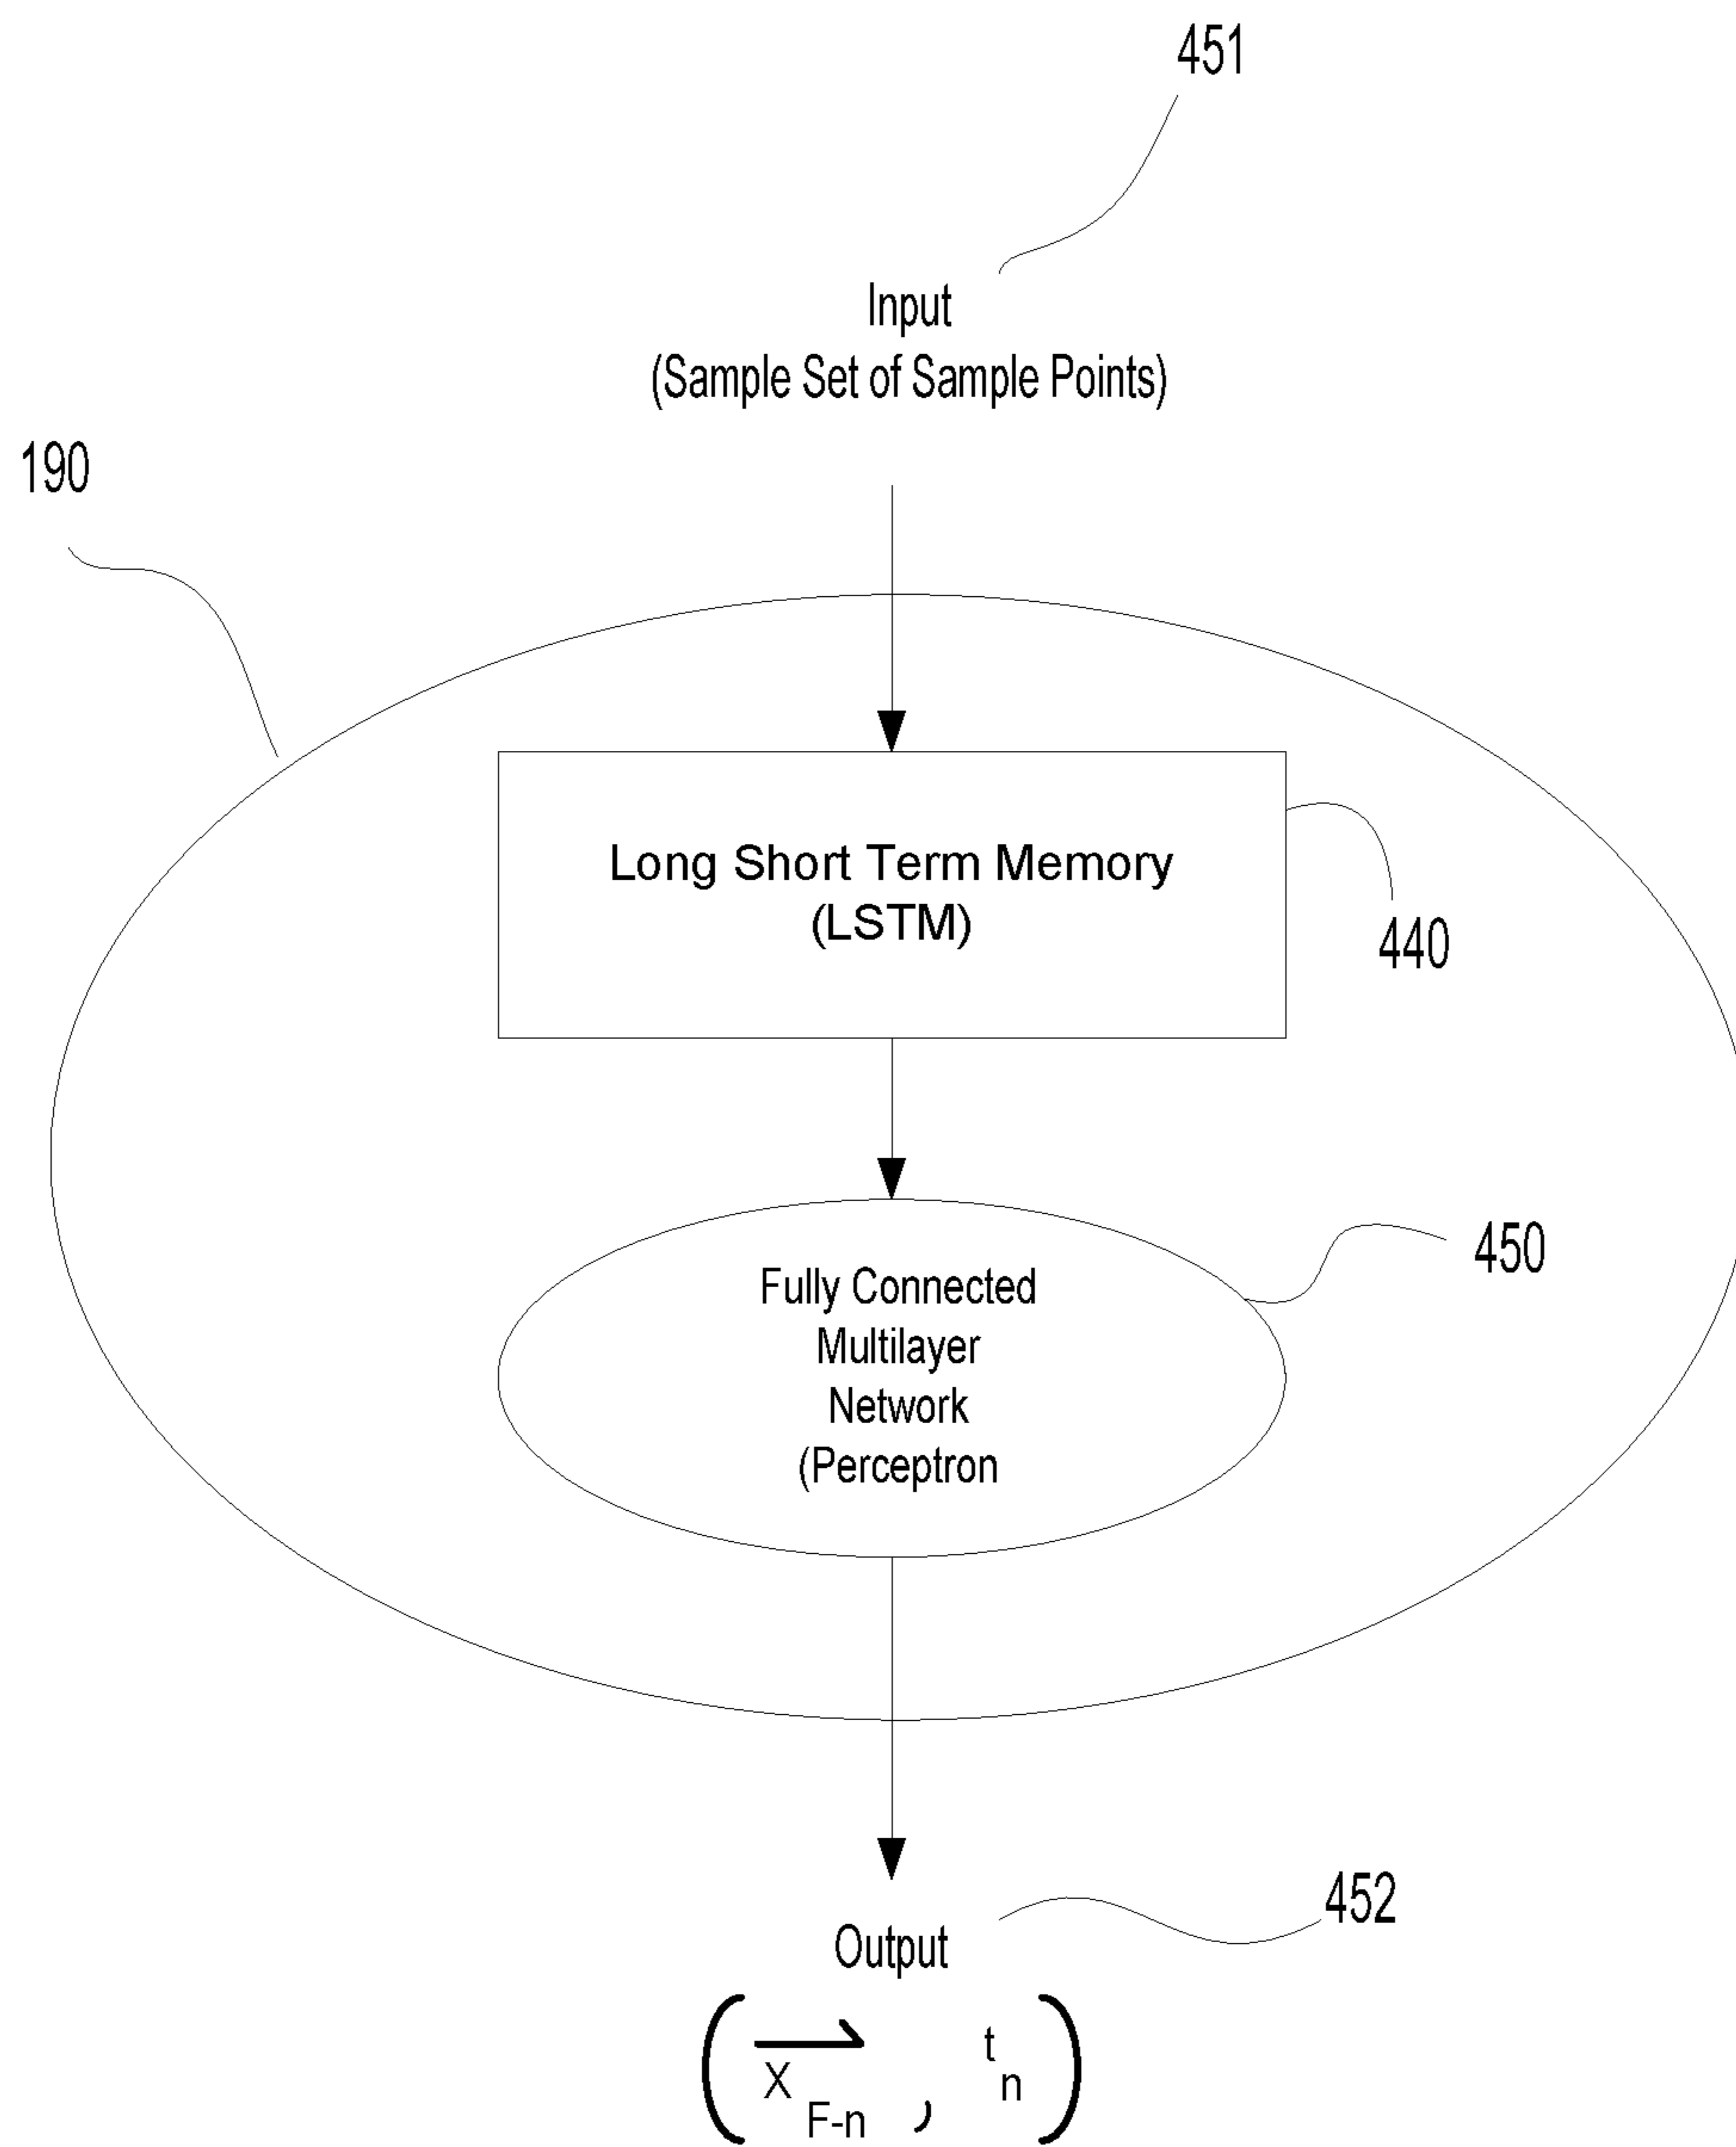 451
Input
(Sample Set of Sample Points)
190
Long Short Term Memory
(LSTM)
440
Fully Connected
Multilayer
Network
(Perceptron
450
452
Output
(X F-n , t n)